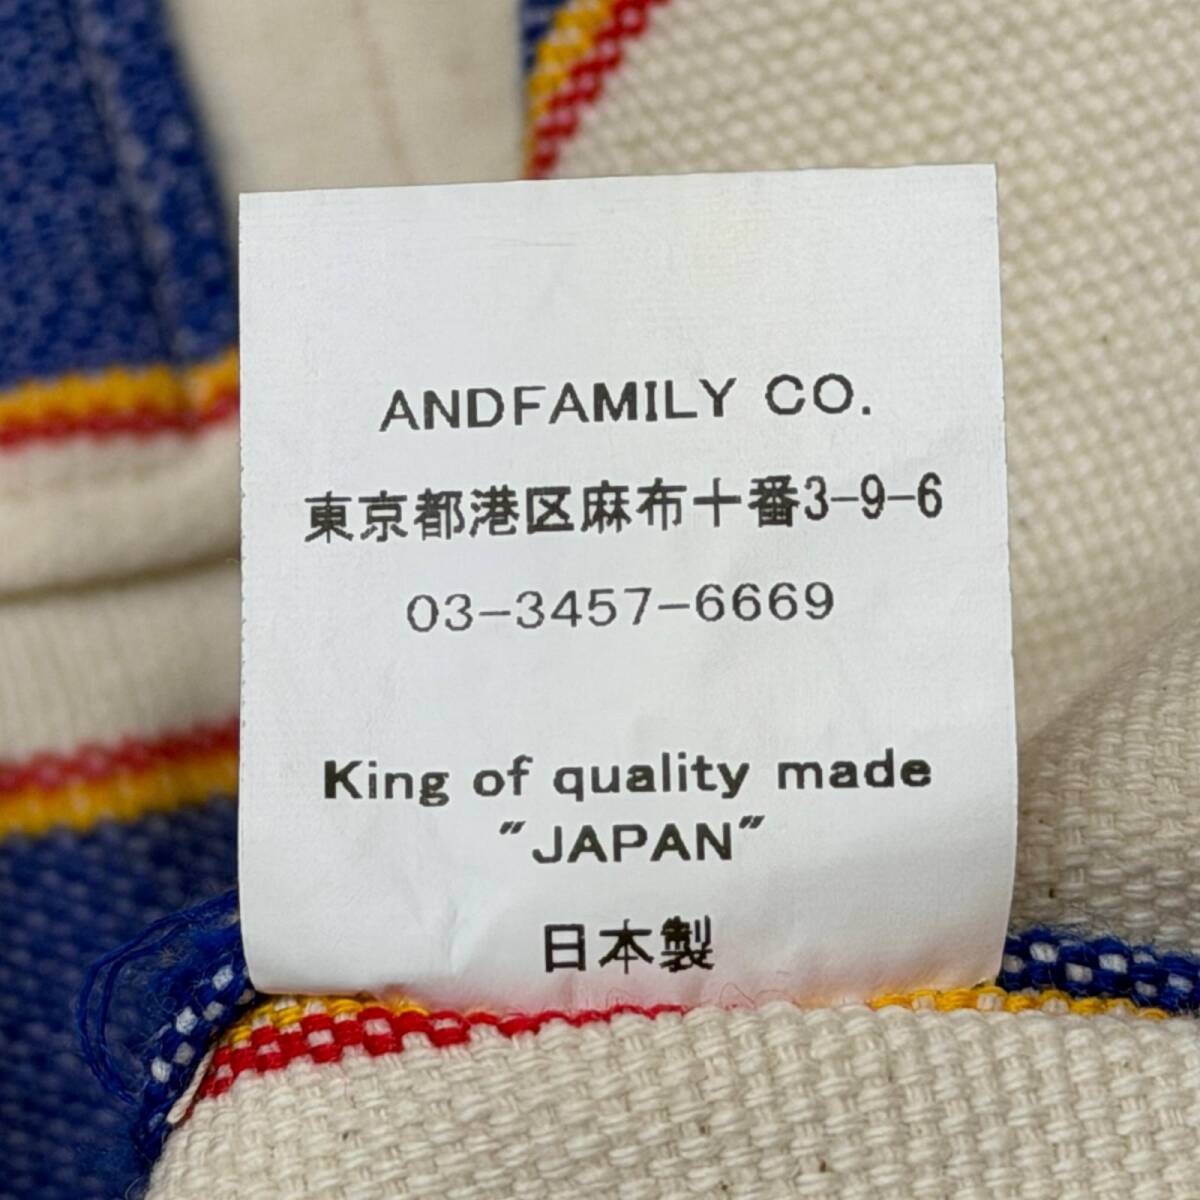 ANDFAMILY CO.
東京都港区麻布十番3-9-6
03-3457-6669
King of quality made
"JAPAN"
日本製